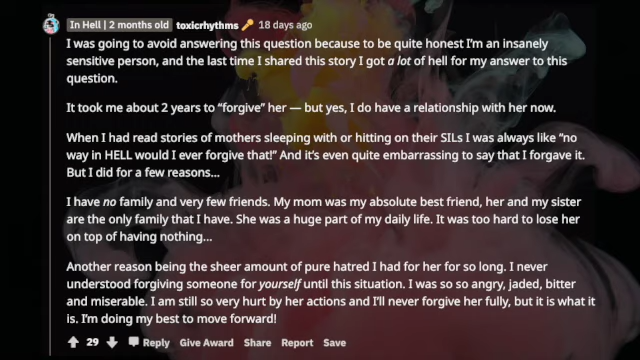 In Hell | 2 months old toxicrhythms 18 days ago
I was going to avoid answering this question because to be quite honest I'm an insanely
sensitive person, and the last time I shared this story I got a lot of hell for my answer to this
question.
It took me about 2 years to “forgive” her — but yes, I do have a relationship with her now.
When I had read stories of mothers sleeping with or hitting on their SILs I was always like “no
way in HELL would I ever forgive that!” And it's even quite embarrassing to say that I forgave it.
But I did for a few reasons...
I have no family and very few friends. My mom was my absolute best friend, her and my sister
are the only family that I have. She was a huge part of my daily life. It was too hard to lose her
on top of having nothing...
Another reason being the sheer amount of pure hatred I had for her for so long. I never
understood forgiving someone for yourself until this situation. I was so so angry, jaded, bitter
and miserable. I am still so very hurt by her actions and I'll never forgive her fully, but it is what it
is. I'm doing my best to move forward!
29 Reply Give Award Share Report Save